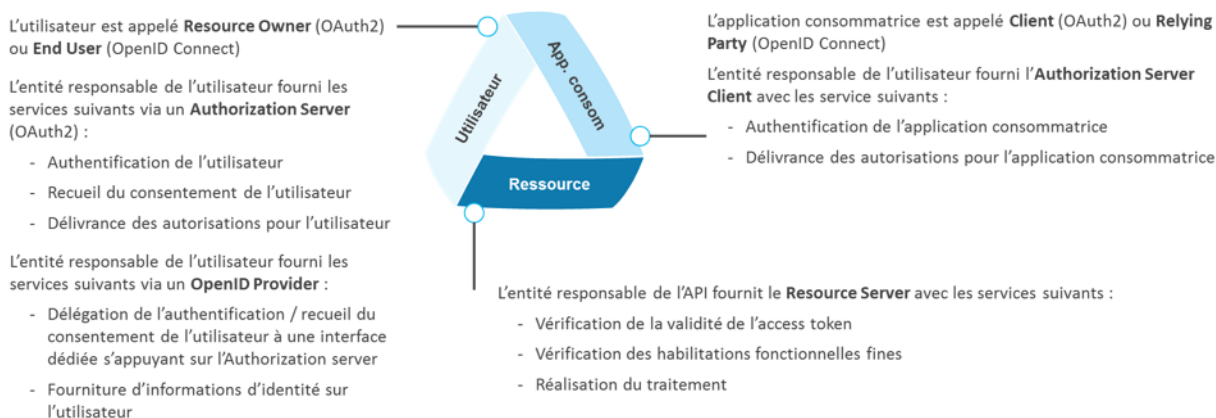 L'utilisateur est appelé Resource Owner (OAuth2)
ou End User (OpenID Connect)
L'entité responsable de l'utilisateur fourni les
services suivants via un Authorization Server
(OAuth2) :
- Authentification de l'utilisateur
- Recueil du consentement de l'utilisateur
- Délivrance des autorisations pour l'utilisateur
L'entité responsable de l'utilisateur fourni les
services suivants via un OpenID Provider :
- Délégation de l'authentification / recueil du
consentement de l'utilisateur à une interface
dédiée s'appuyant sur l'Authorization server
- Fourniture d'informations d'identité sur
l'utilisateur
Utilisateur
App. consom
Ressource
L'application consommatrice est appelé Client (OAuth2) ou Relying
Party (OpenID Connect)
L'entité responsable de l'utilisateur fourni l'Authorization Server
Client avec les service suivants :
- Authentification de l'application consommatrice
- Délivrance des autorisations pour l'application consommatrice
L'entité responsable de l'API fournit le Resource Server avec les services suivants :
- Vérification de la validité de l'access token
- Vérification des habilitations fonctionnelles fines
- Réalisation du traitement